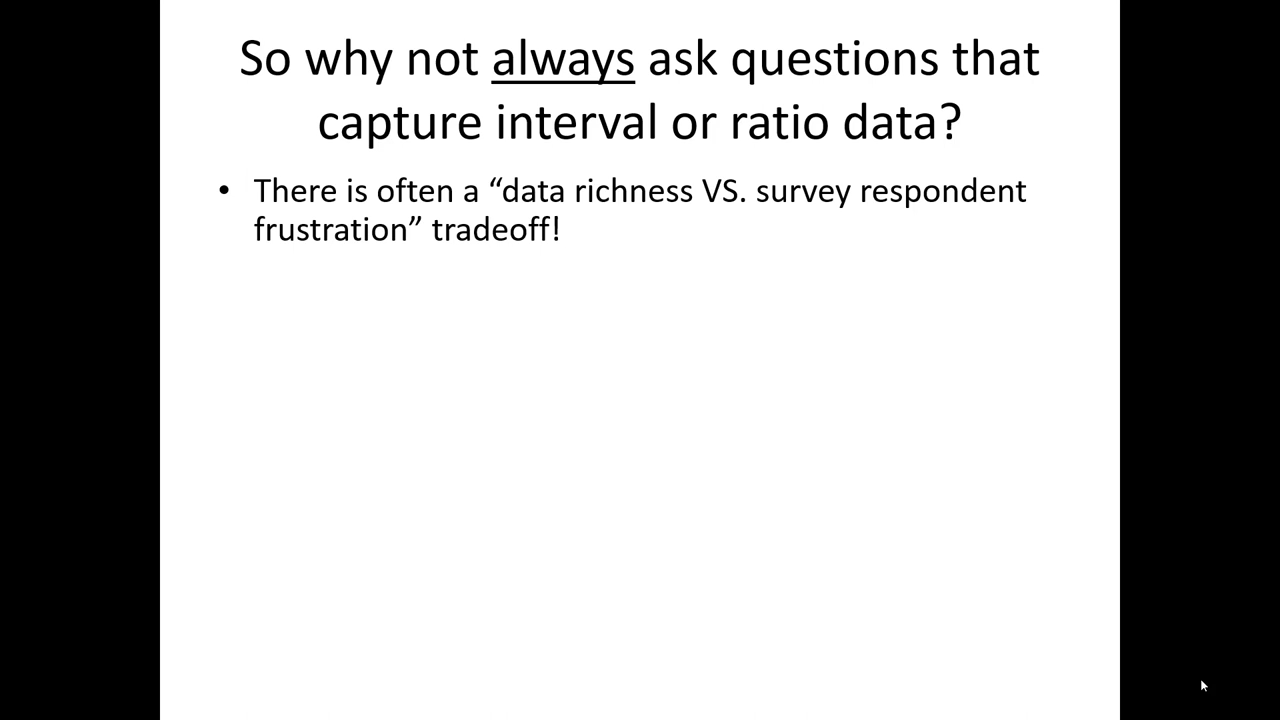 So why not always ask questions that
capture interval or ratio data?
• There is often a “data richness VS. survey respondent
frustration” tradeoff!